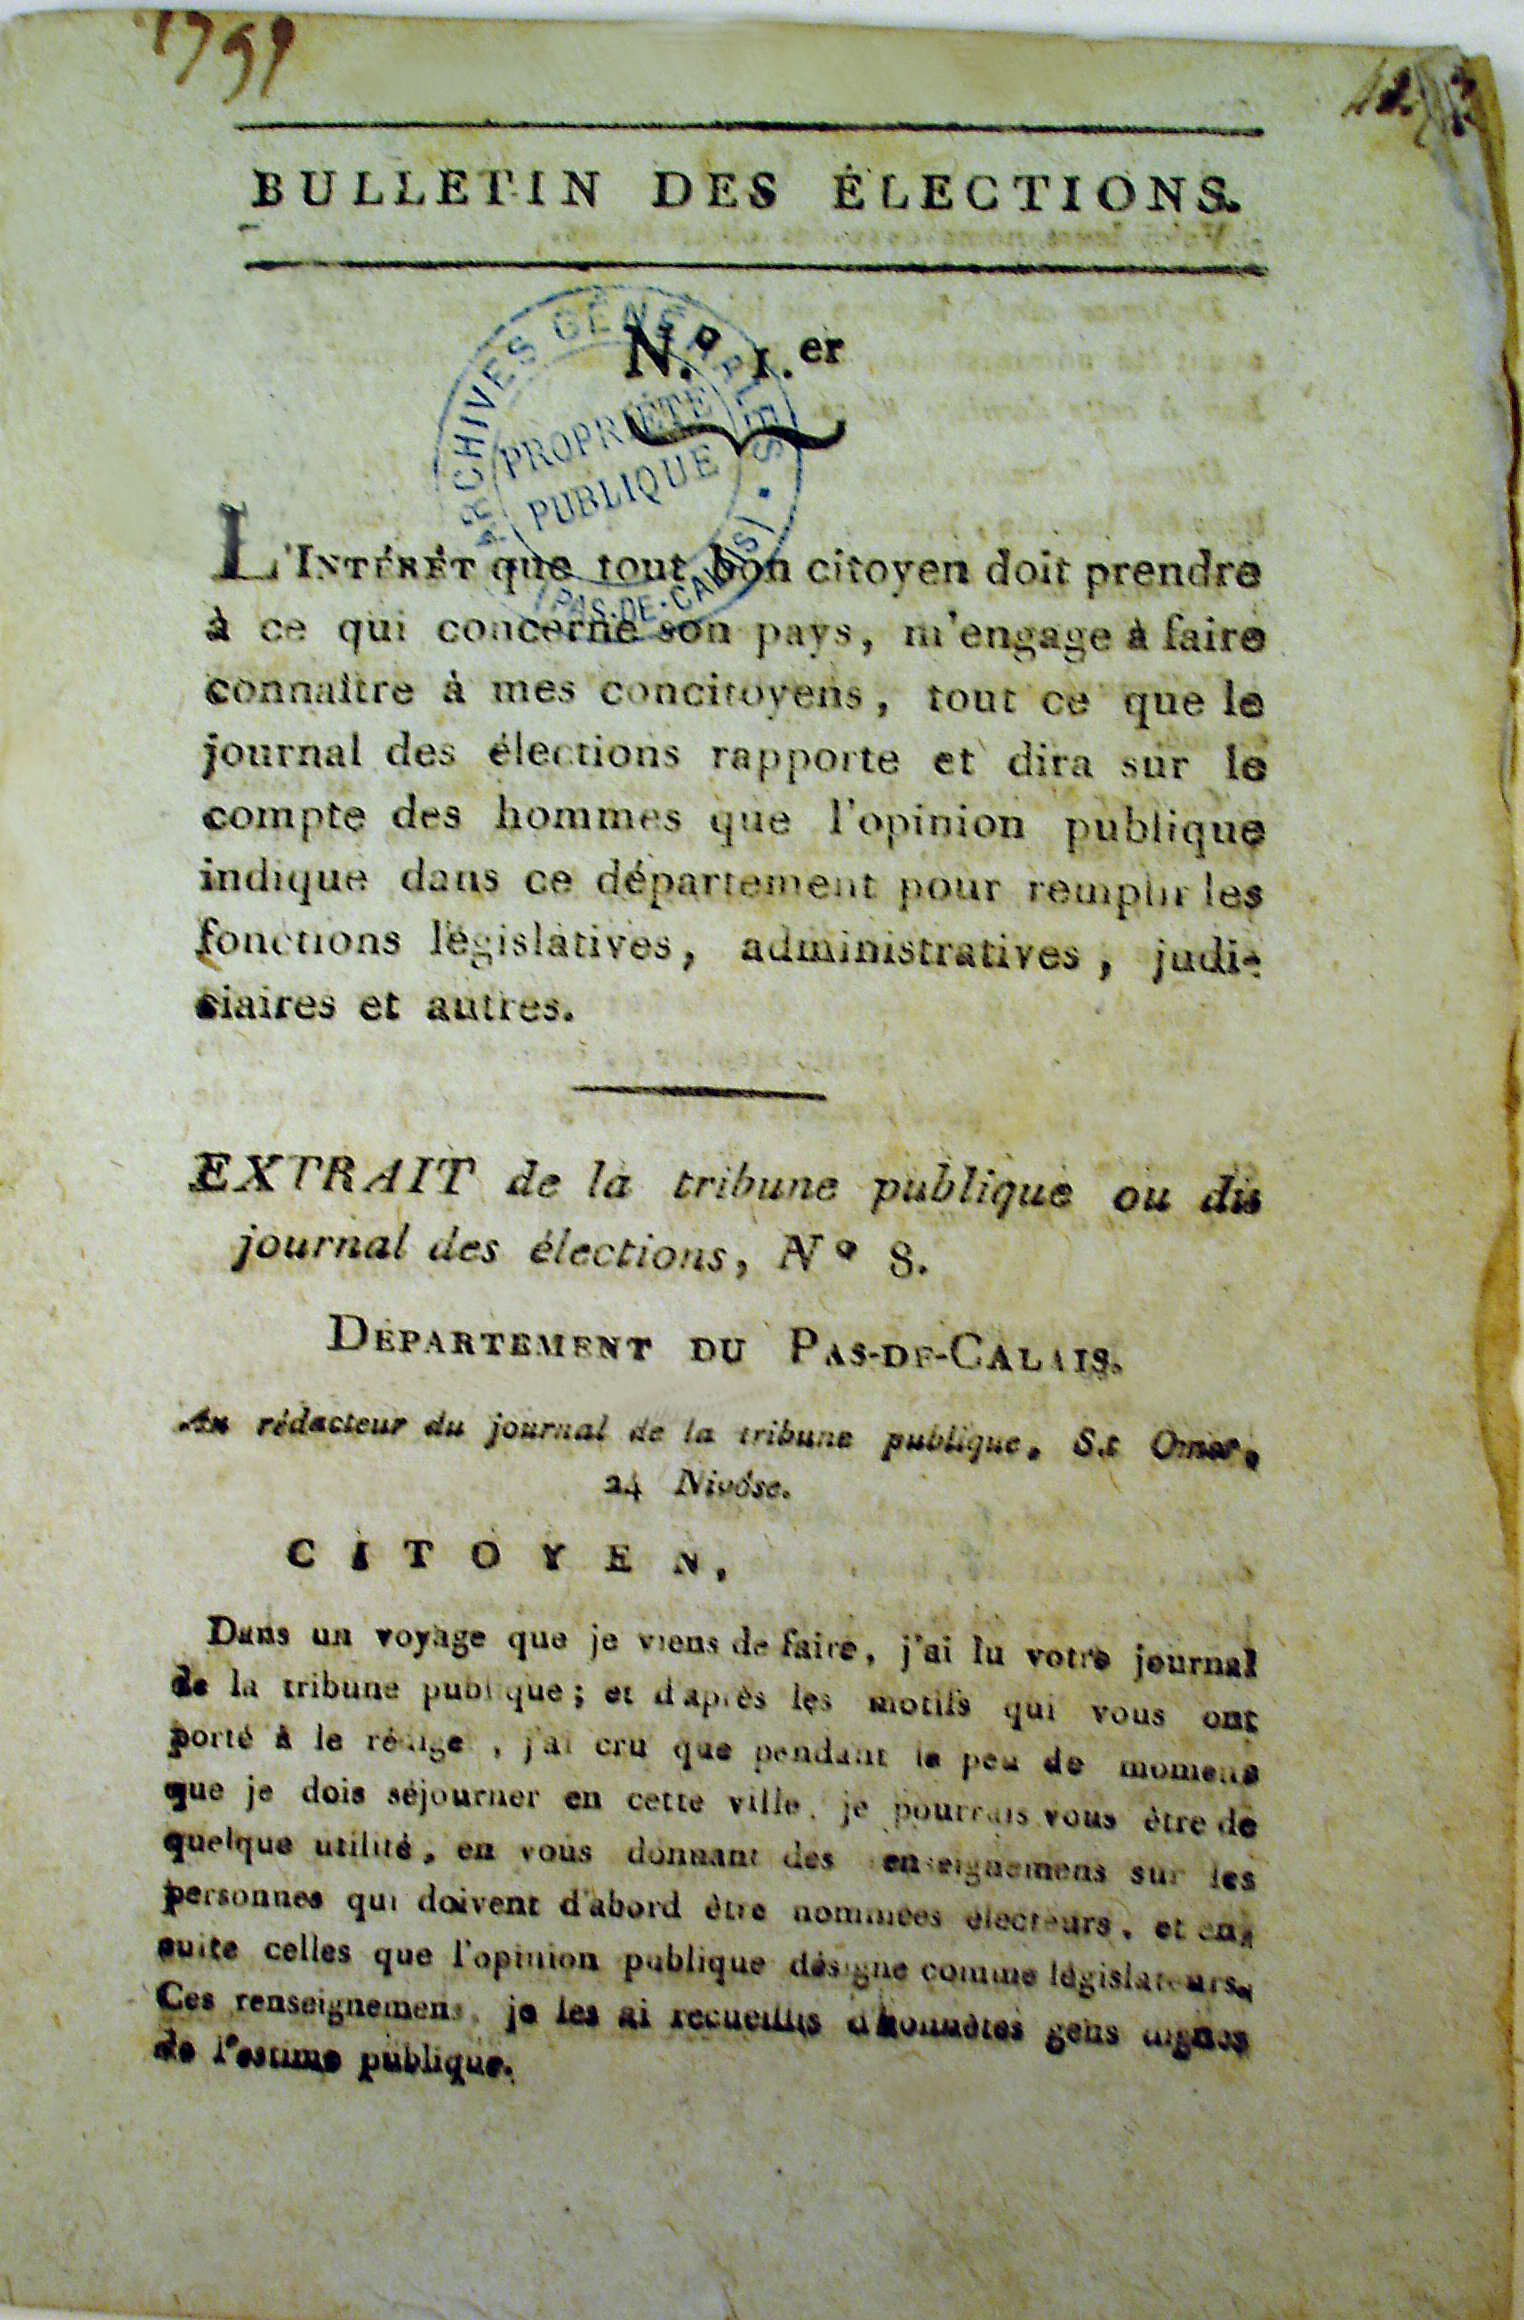 1799
BULLETIN DES ÉLECTIONS.
N.º 1.er
ARCHIVES GÉNÉRALES
PROPRIÉTÉ
PUBLIQUE
(PAS-DE-CALAIS)
L'INTÉRÊT que tout bon citoyen doit prendre
à ce qui concerne son pays, m'engage à faire
connaître à mes concitoyens, tout ce que le
journal des élections rapporte et dira sur le
compte des hommes que l'opinion publique
indique dans ce département pour remplir les
fonctions législatives, administratives, judi-
ciaires et autres.
EXTRAIT de la tribune publique ou du
journal des élections, Nº 8.
DÉPARTEMENT DU PAS-DE-CALAIS.
Au rédacteur du journal de la tribune publique. S.t Omer,
24 Nivôse.
CITOYEN,
Dans un voyage que je viens de faire, j'ai lu votre journal
de la tribune publique; et d'après les motifs qui vous ont
porté à le rédiger, j'ai cru que pendant le peu de momens
que je dois séjourner en cette ville, je pourrais vous être de
quelque utilité, en vous donnant des renseignemens sur les
personnes qui doivent d'abord être nommées électeurs, et en-
suite celles que l'opinion publique désigne comme législateurs.
Ces renseignemens, je les ai recueillis d'honnêtes gens dignes
de l'estime publique.